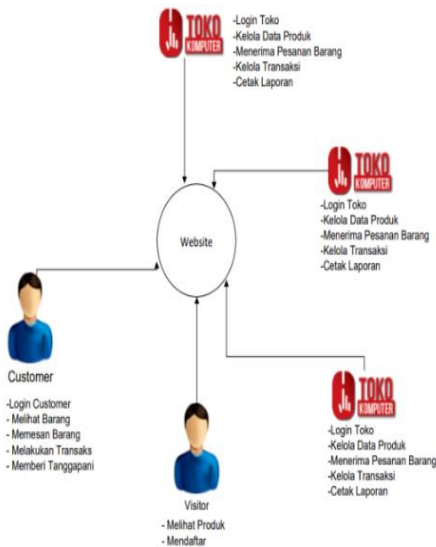 TOKO
KOMPUTER
-Login Toko
-Kelola Data Produk
-Menerima Pesanan Barang
-Kelola Transaksi
-Cetak Laporan
TOKO
KOMPUTER
-Login Toko
-Kelola Data Produk
-Menerima Pesanan Barang
-Kelola Transaksi
-Cetak Laporan
Website
Customer
-Login Customer
- Melihat Barang
- Memesan Barang
- Melakukan Transaks
- Memberi Tanggapani
TOKO
KOMPUTER
-Login Toko
-Kelola Data Produk
-Menerima Pesanan Barang
-Kelola Transaksi
-Cetak Laporan
Visitor
- Melihat Produk
- Mendaftar